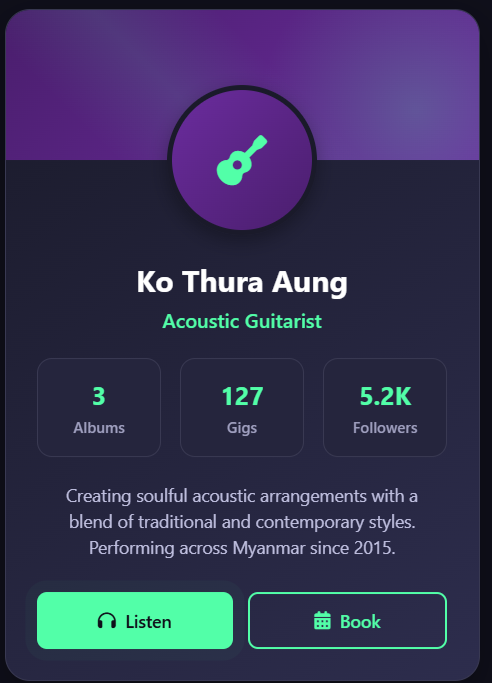 Ko Thura Aung
Acoustic Guitarist
3
Albums
127
Gigs
5.2K
Followers
Creating soulful acoustic arrangements with a
blend of traditional and contemporary styles.
Performing across Myanmar since 2015.
Listen
Book